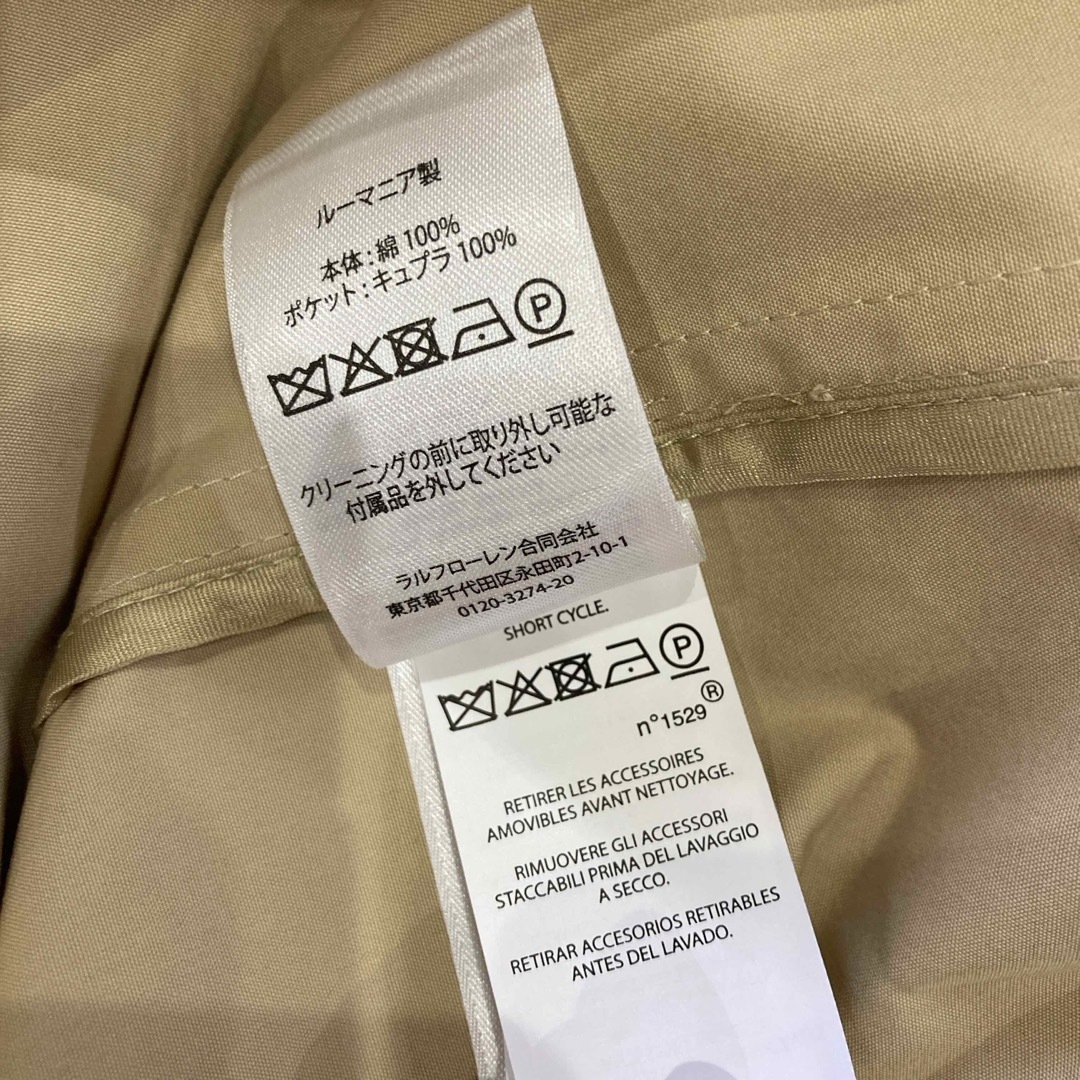 ルーマニア製
本体：綿 100%
ポケット：キュプラ 100%
P
クリーニングの前に取り外し可能な
付属品を外してください
ラルフローレン合同会社
東京都千代田区永田町2-10-1
0120-3274-20
SHORT CYCLE.
P
®
n°1529
RETIRER LES ACCESSOIRES
AMOVIBLES AVANT NETTOYAGE.
RIMUOVERE GLI ACCESSORI
STACCABILI PRIMA DEL LAVAGGIO
A SECCO.
RETIRAR ACCESORIOS RETIRABLES
ANTES DEL LAVADO.